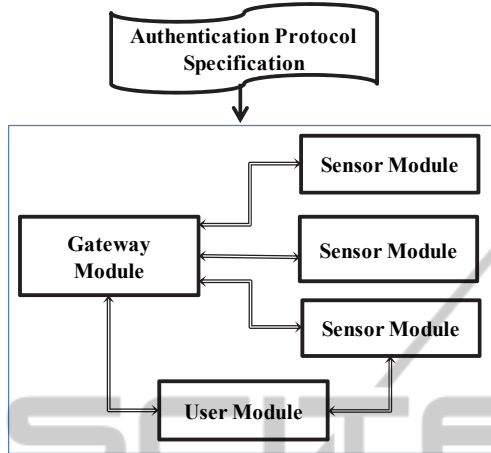 Authentication Protocol
Specification
Sensor Module
Gateway
Module
Sensor Module
Sensor Module
User Module